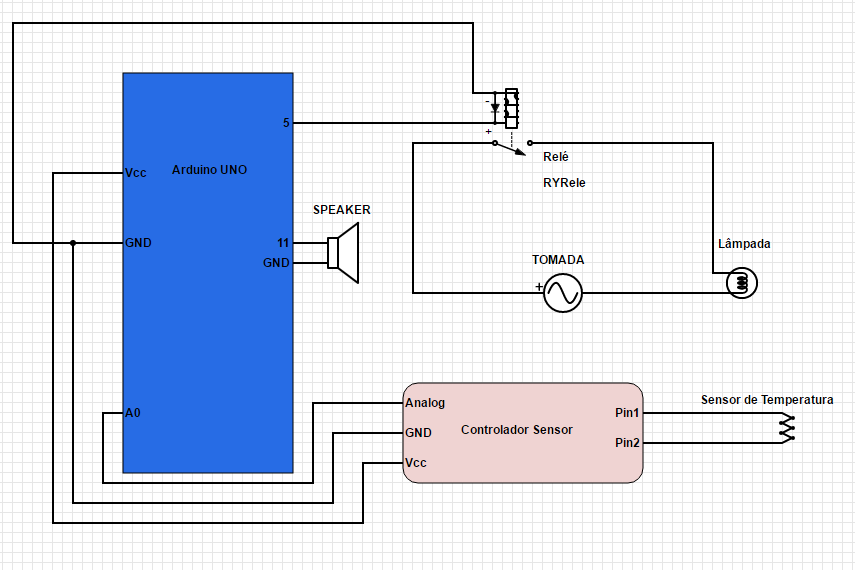 5
-
+
Vcc
Arduino UNO
Relé
RYRele
SPEAKER
GND
11
GND
Lâmpada
TOMADA
+
A0
Analog
GND
Vcc
Controlador Sensor
Pin1
Pin2
Sensor de Temperatura